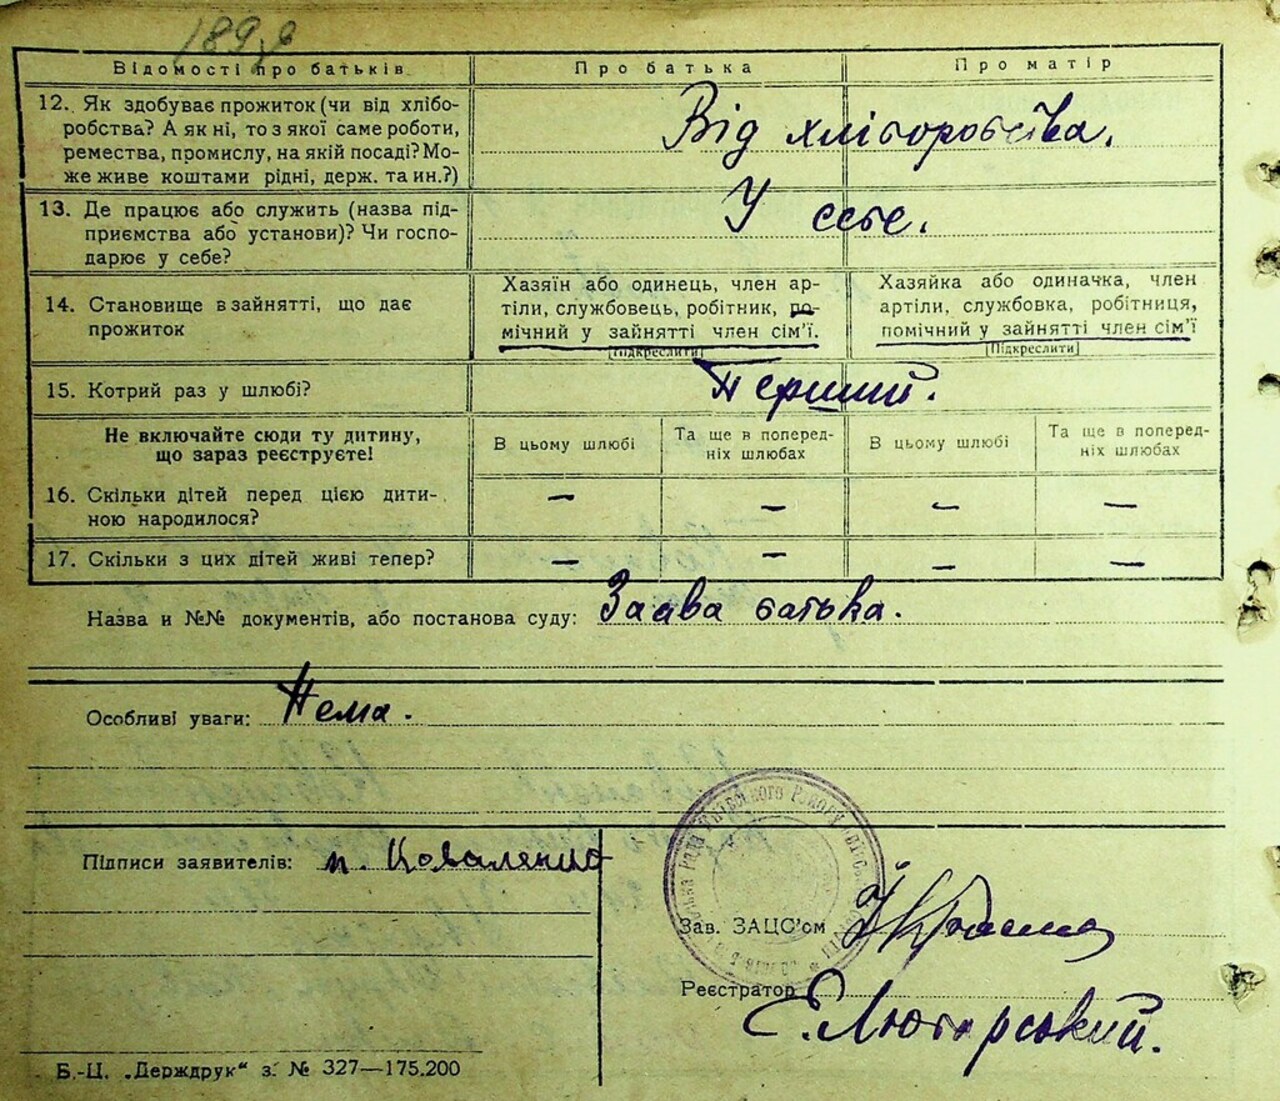 Відомості про батьків
Про батька
Про матір
12. Як здобуває прожиток (чи від хлібо-
робства? А як ні, то з якої саме роботи,
ремества, промислу, на якій посаді? Мо-
же живе коштами рідні, держ. та ин.?)
Від хліборобства.
13. Де працює або служить (назва під-
приємства або установи)? Чи госпо-
дарює у себе?
У себе.
14. Становище в зайнятті, що дає
прожиток
Хазяїн або одинець, член ар-
тіли, службовець, робітник, по-
мічний у зайнятті член сім'ї.
[Підкреслити]
Хазяйка або одиначка, член
артіли, службовка, робітниця,
помічний у зайнятті член сім'ї
[Підкреслити]
15. Котрий раз у шлюбі?
Перший.
Не включайте сюди ту дитину,
що зараз реєструєте!
В цьому шлюбі
Та ще в поперед-
ніх шлюбах
В цьому шлюбі
Та ще в поперед-
ніх шлюбах
16. Скільки дітей перед цією дити-
ною народилося?
— — — —
17. Скільки з цих дітей живі тепер?
— — — —
Назва и №№ документів, або постанова суду: Заява батька.
Особливі уваги: Нема.
Підписи заявителів: п. Коваленко
Зав. ЗАЦС'ом
Реєстратор
Б.-Ц. „Держдрук“ з. № 327—175.200